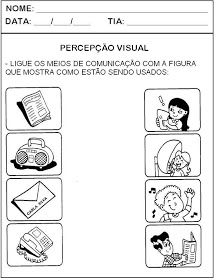 NOME:
DATA: / / TIA:
PERCEPÇÃO VISUAL
- LIGUE OS MEIOS DE COMUNICAÇÃO COM A FIGURA
QUE MOSTRA COMO ESTÃO SENDO USADOS: